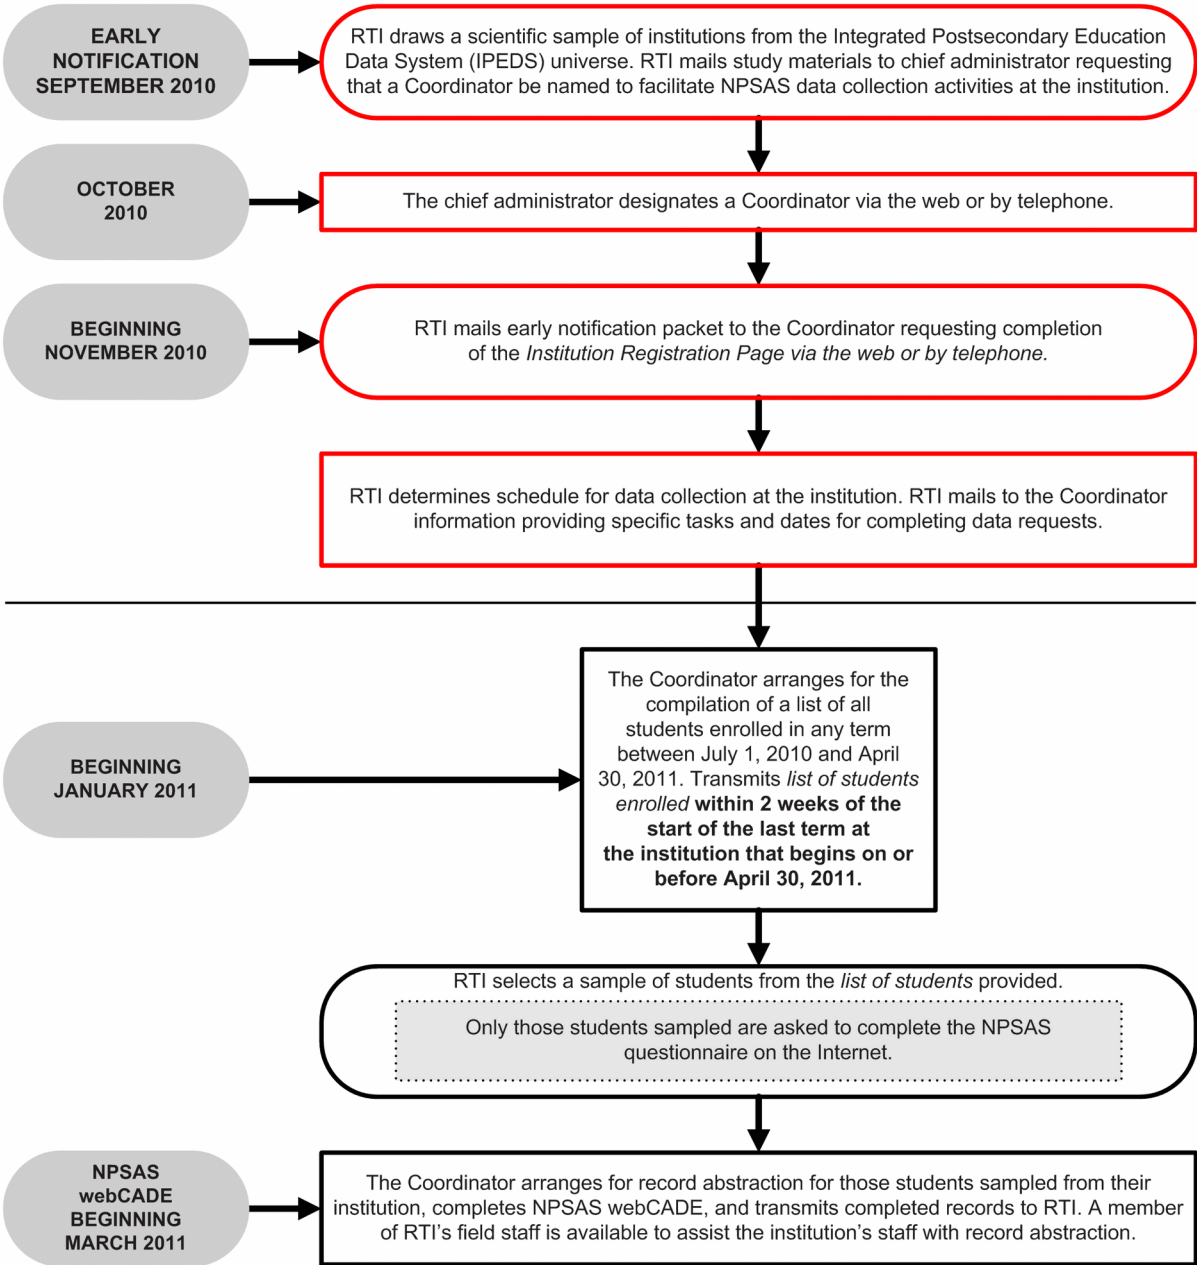 EARLY
NOTIFICATION
SEPTEMBER 2010
RTI draws a scientific sample of institutions from the Integrated Postsecondary Education
Data System (IPEDS) universe. RTI mails study materials to chief administrator requesting
that a Coordinator be named to facilitate NPSAS data collection activities at the institution.
OCTOBER
2010
The chief administrator designates a Coordinator via the web or by telephone.
BEGINNING
NOVEMBER 2010
RTI mails early notification packet to the Coordinator requesting completion
of the Institution Registration Page via the web or by telephone.
RTI determines schedule for data collection at the institution. RTI mails to the Coordinator
information providing specific tasks and dates for completing data requests.
BEGINNING
JANUARY 2011
The Coordinator arranges for the
compilation of a list of all
students enrolled in any term
between July 1, 2010 and April
30, 2011. Transmits list of students
enrolled within 2 weeks of the
start of the last term at
the institution that begins on or
before April 30, 2011.
RTI selects a sample of students from the list of students provided.
Only those students sampled are asked to complete the NPSAS
questionnaire on the Internet.
NPSAS
webCADE
BEGINNING
MARCH 2011
The Coordinator arranges for record abstraction for those students sampled from their
institution, completes NPSAS webCADE, and transmits completed records to RTI. A member
of RTI's field staff is available to assist the institution's staff with record abstraction.